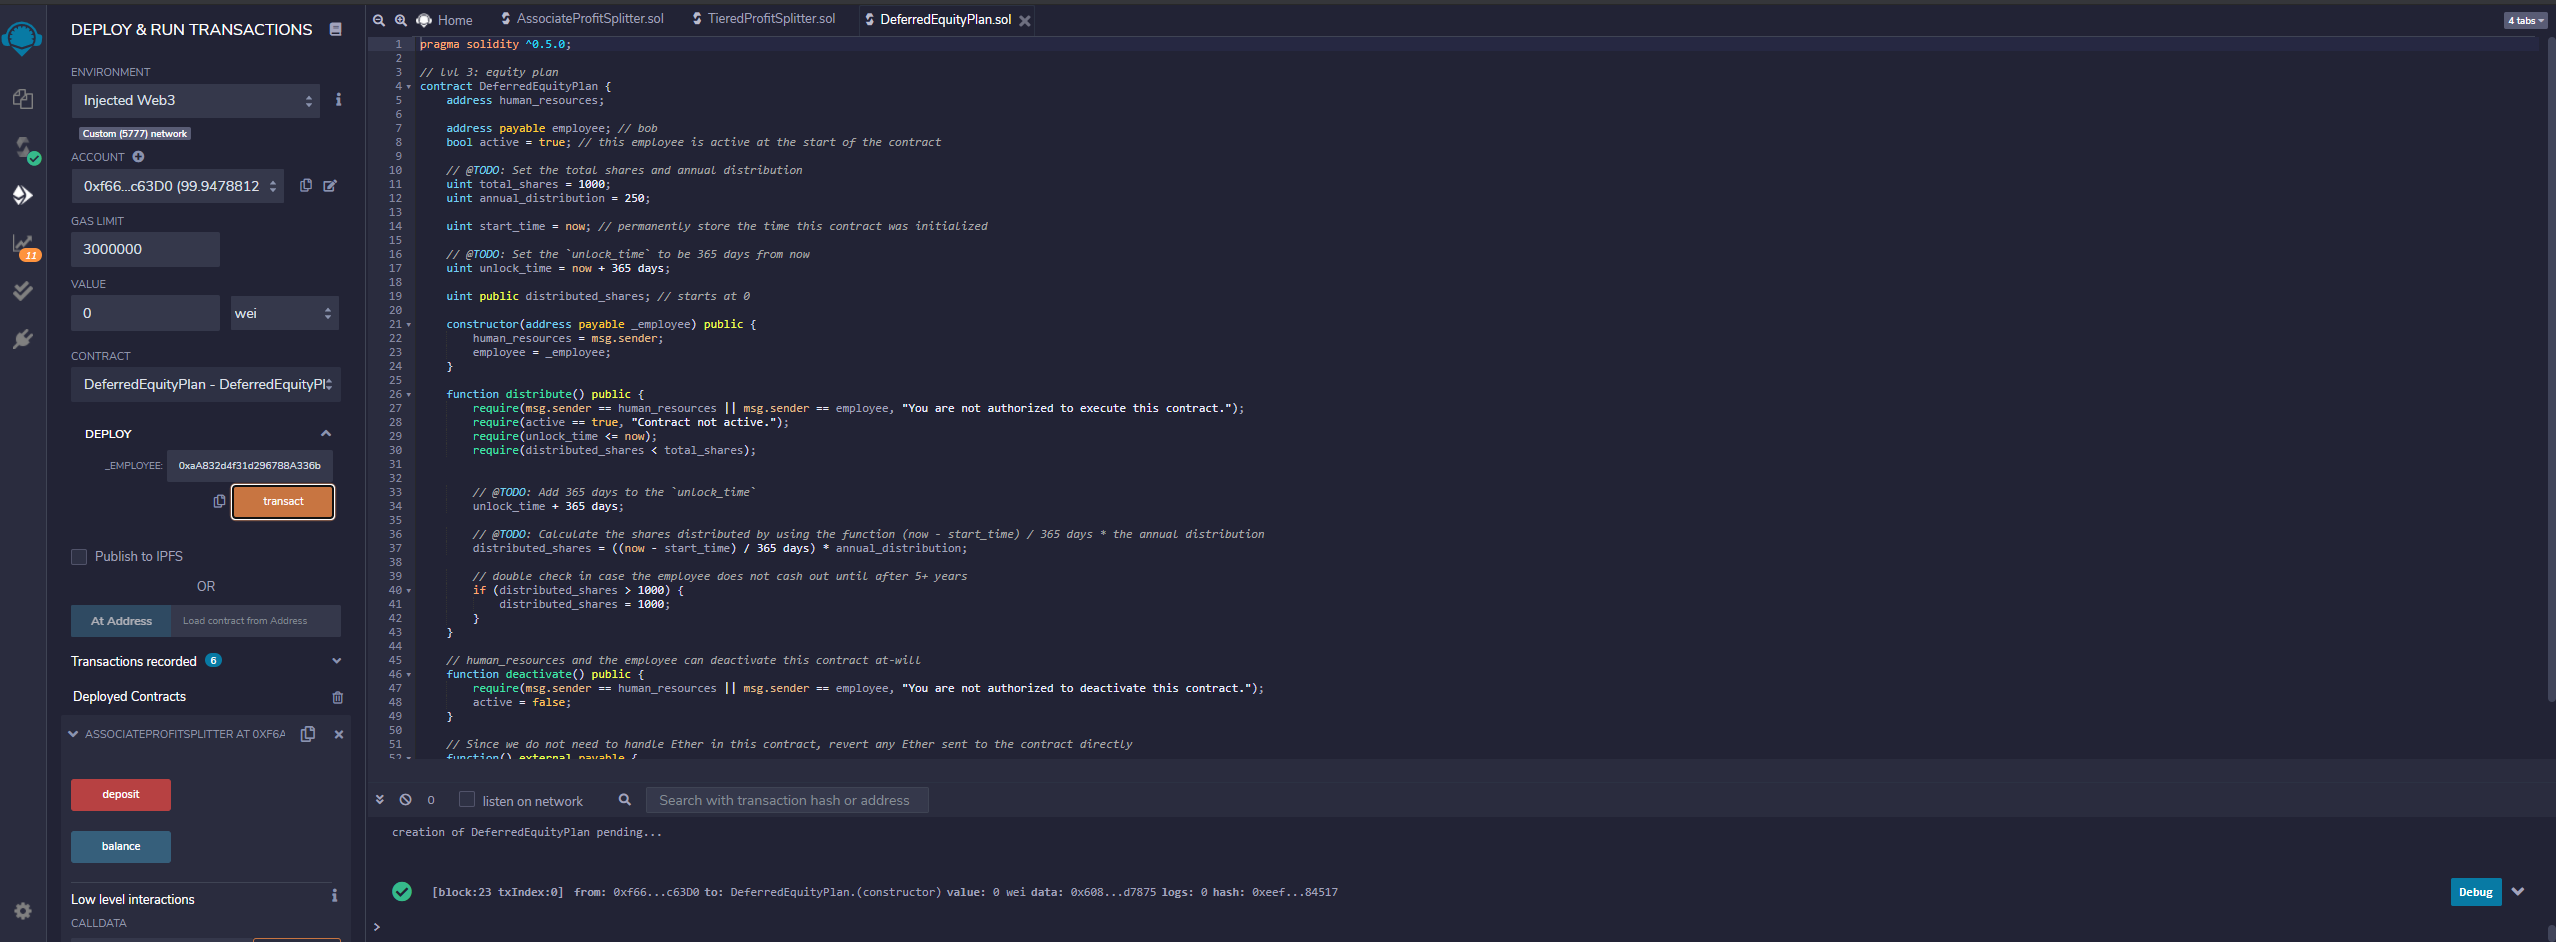 DEPLOY & RUN TRANSACTIONS
ENVIRONMENT
Injected Web3
Custom (5777) network
ACCOUNT
0xf66...c63D0 (99.9478812
GAS LIMIT
3000000
VALUE
0
wei
CONTRACT
DeferredEquityPlan - DeferredEquityPl
DEPLOY
_EMPLOYEE: 0xaA832d4f31d296788A336b
transact
Publish to IPFS
OR
At Address Load contract from Address
Transactions recorded 6
Deployed Contracts
ASSOCIATEPROFITSPLITTER AT 0XF6A
deposit
balance
Low level interactions
CALLDATA
11
Home AssociateProfitSplitter.sol TieredProfitSplitter.sol DeferredEquityPlan.sol 4 tabs
1 pragma solidity ^0.5.0;
2
3 // lvl 3: equity plan
4 contract DeferredEquityPlan {
5 address human_resources;
6
7 address payable employee; // bob
8 bool active = true; // this employee is active at the start of the contract
9
10 // @TODO: Set the total shares and annual distribution
11 uint total_shares = 1000;
12 uint annual_distribution = 250;
13
14 uint start_time = now; // permanently store the time this contract was initialized
15
16 // @TODO: Set the `unlock_time` to be 365 days from now
17 uint unlock_time = now + 365 days;
18
19 uint public distributed_shares; // starts at 0
20
21 constructor(address payable _employee) public {
22 human_resources = msg.sender;
23 employee = _employee;
24 }
25
26 function distribute() public {
27 require(msg.sender == human_resources || msg.sender == employee, "You are not authorized to execute this contract.");
28 require(active == true, "Contract not active.");
29 require(unlock_time <= now);
30 require(distributed_shares < total_shares);
31
32
33 // @TODO: Add 365 days to the `unlock_time`
34 unlock_time + 365 days;
35
36 // @TODO: Calculate the shares distributed by using the function (now - start_time) / 365 days * the annual distribution
37 distributed_shares = ((now - start_time) / 365 days) * annual_distribution;
38
39 // double check in case the employee does not cash out until after 5+ years
40 if (distributed_shares > 1000) {
41 distributed_shares = 1000;
42 }
43 }
44
45 // human_resources and the employee can deactivate this contract at-will
46 function deactivate() public {
47 require(msg.sender == human_resources || msg.sender == employee, "You are not authorized to deactivate this contract.");
48 active = false;
49 }
50
51 // Since we do not need to handle Ether in this contract, revert any Ether sent to the contract directly
52 function() external payable {
0 listen on network Search with transaction hash or address
creation of DeferredEquityPlan pending...
[block:23 txIndex:0] from: 0xf66...c63D0 to: DeferredEquityPlan.(constructor) value: 0 wei data: 0x608...d7875 logs: 0 hash: 0xeef...84517 Debug
>